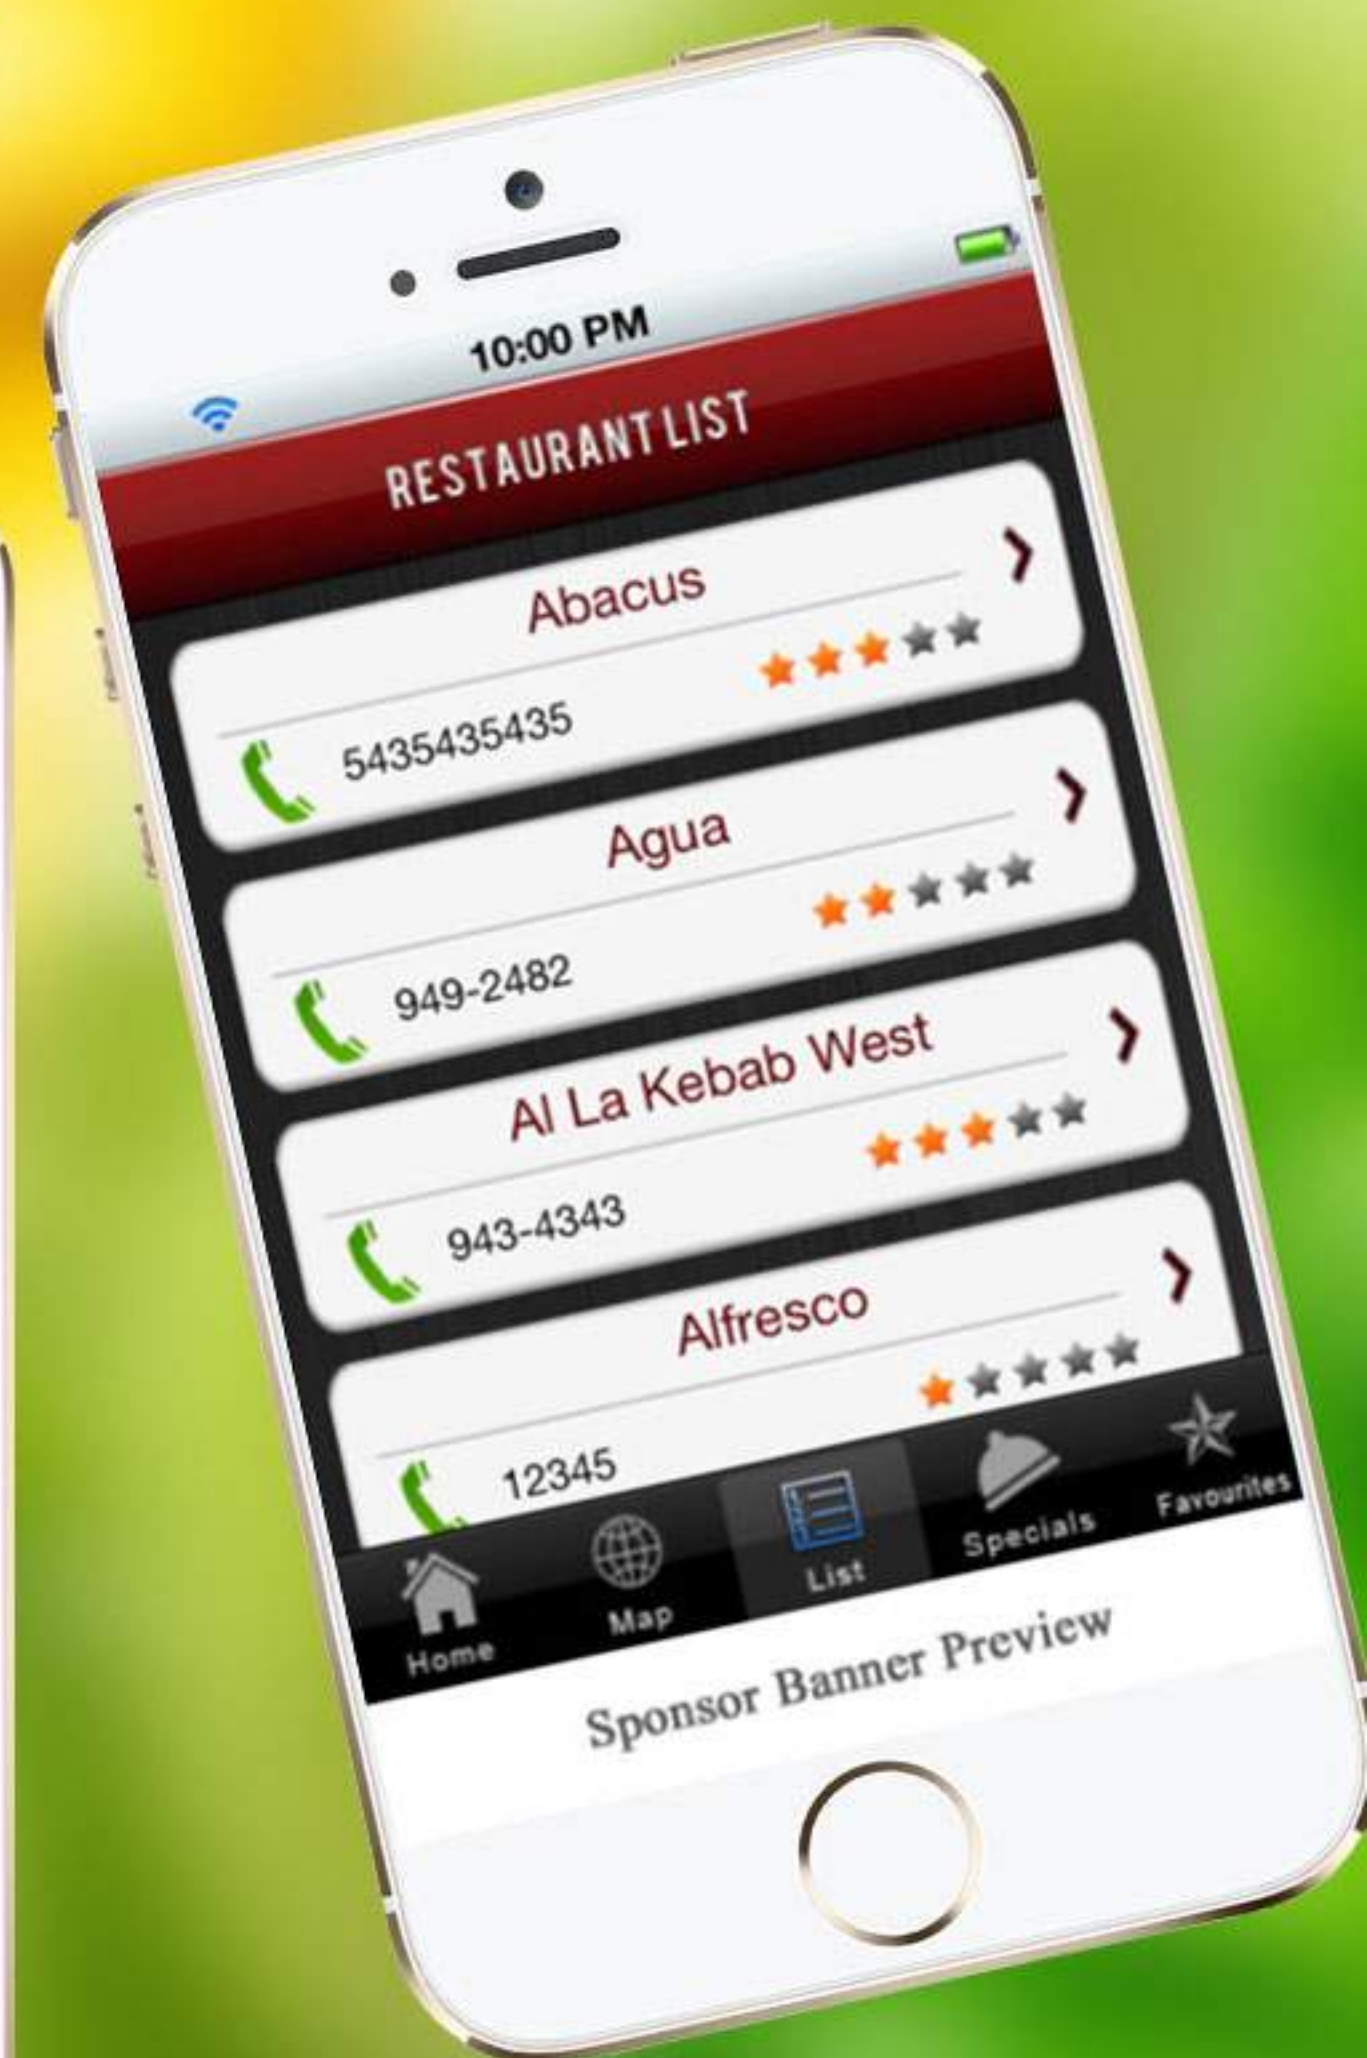 10:00 PM
RESTAURANT LIST
Abacus
5435435435
Agua
949-2482
Al La Kebab West
943-4343
Alfresco
12345
Home
Map
List
Specials
Favourites
Sponsor Banner Preview